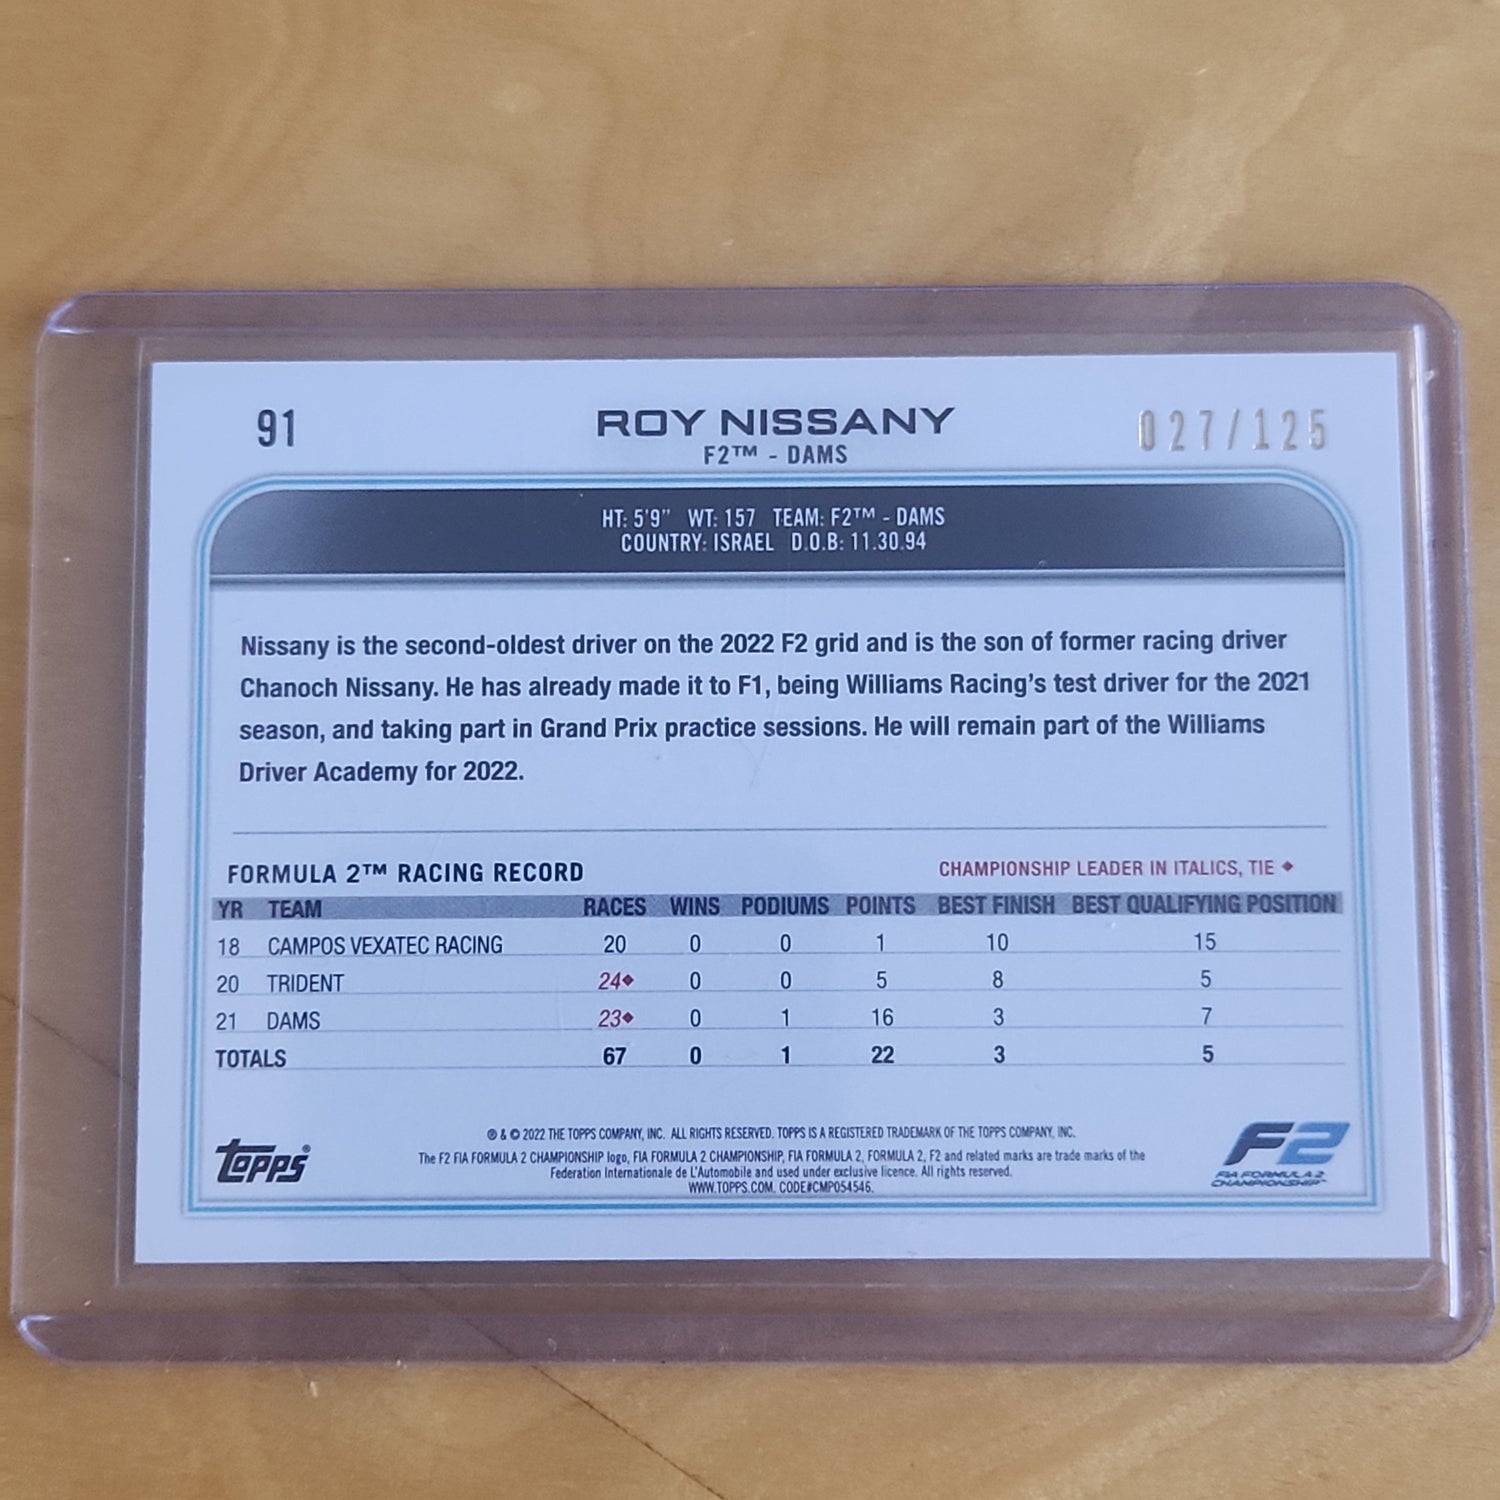 91 ROY NISSANY 027/125
F2™ - DAMS
HT: 5'9" WT: 157 TEAM: F2™ - DAMS
COUNTRY: ISRAEL D.O.B: 11.30.94
Nissany is the second-oldest driver on the 2022 F2 grid and is the son of former racing driver
Chanoch Nissany. He has already made it to F1, being Williams Racing's test driver for the 2021
season, and taking part in Grand Prix practice sessions. He will remain part of the Williams
Driver Academy for 2022.
FORMULA 2™ RACING RECORD CHAMPIONSHIP LEADER IN ITALICS, TIE ◆
YR TEAM RACES WINS PODIUMS POINTS BEST FINISH BEST QUALIFYING POSITION
18 CAMPOS VEXATEC RACING 20 0 0 1 10 15
20 TRIDENT 24◆ 0 0 5 8 5
21 DAMS 23◆ 0 1 16 3 7
TOTALS 67 0 1 22 3 5
® & © 2022 THE TOPPS COMPANY, INC. ALL RIGHTS RESERVED. TOPPS IS A REGISTERED TRADEMARK OF THE TOPPS COMPANY, INC.
The F2 FIA FORMULA 2 CHAMPIONSHIP logo, FIA FORMULA 2 CHAMPIONSHIP, FIA FORMULA 2, FORMULA 2, F2 and related marks are trade marks of the
Federation Internationale de L'Automobile and used under exclusive licence. All rights reserved.
WWW.TOPPS.COM. CODE#CMP054546.
topps®
F2
FIA FORMULA 2
CHAMPIONSHIP™